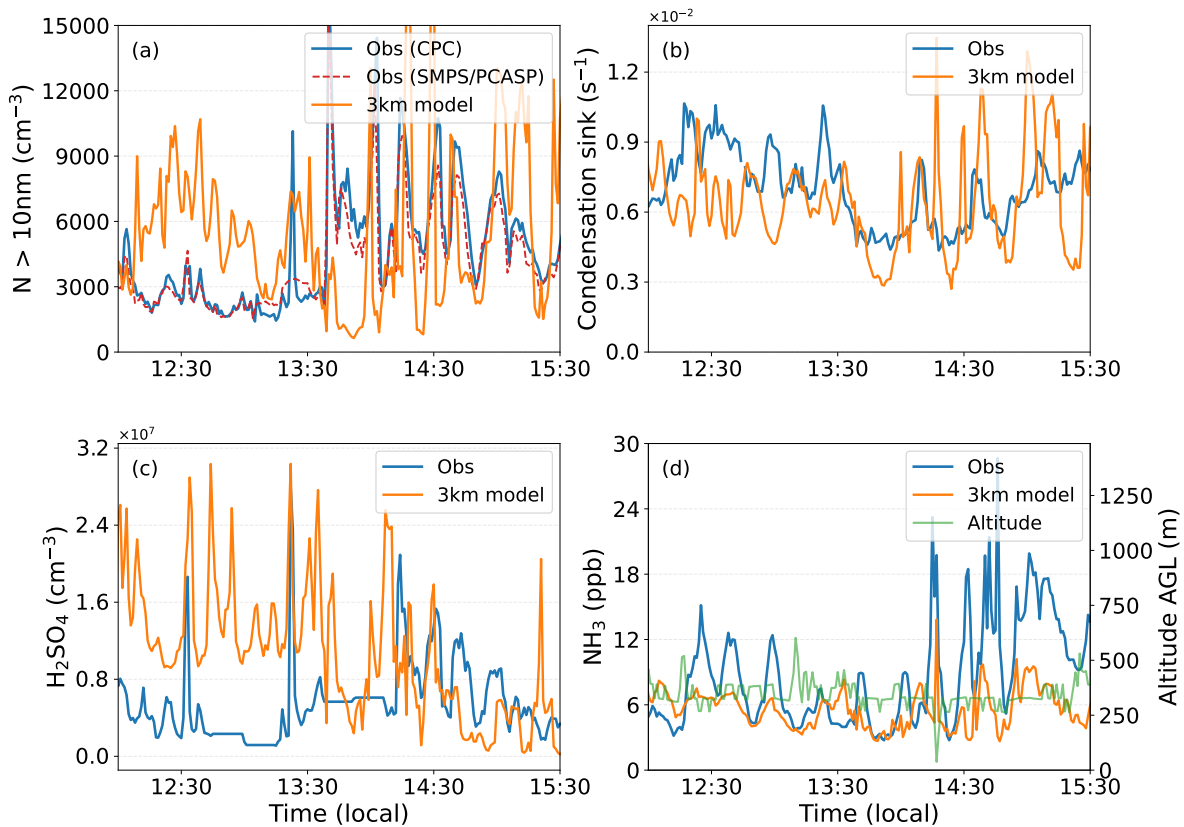 (a)
Obs (CPC)
Obs (SMPS/PCASP)
3km model
N > 10nm (cm⁻³)
15000
12000
9000
6000
3000
0
12:30
13:30
14:30
15:30
×10⁻²
(b)
Obs
3km model
Condensation sink (s⁻¹)
1.2
0.9
0.6
0.3
0.0
12:30
13:30
14:30
15:30
×10⁷
(c)
Obs
3km model
H₂SO₄ (cm⁻³)
3.2
2.4
1.6
0.8
0.0
12:30
13:30
14:30
15:30
Time (local)
(d)
Obs
3km model
Altitude
NH₃ (ppb)
30
24
18
12
6
0
Altitude AGL (m)
1250
1000
750
500
250
0
12:30
13:30
14:30
15:30
Time (local)